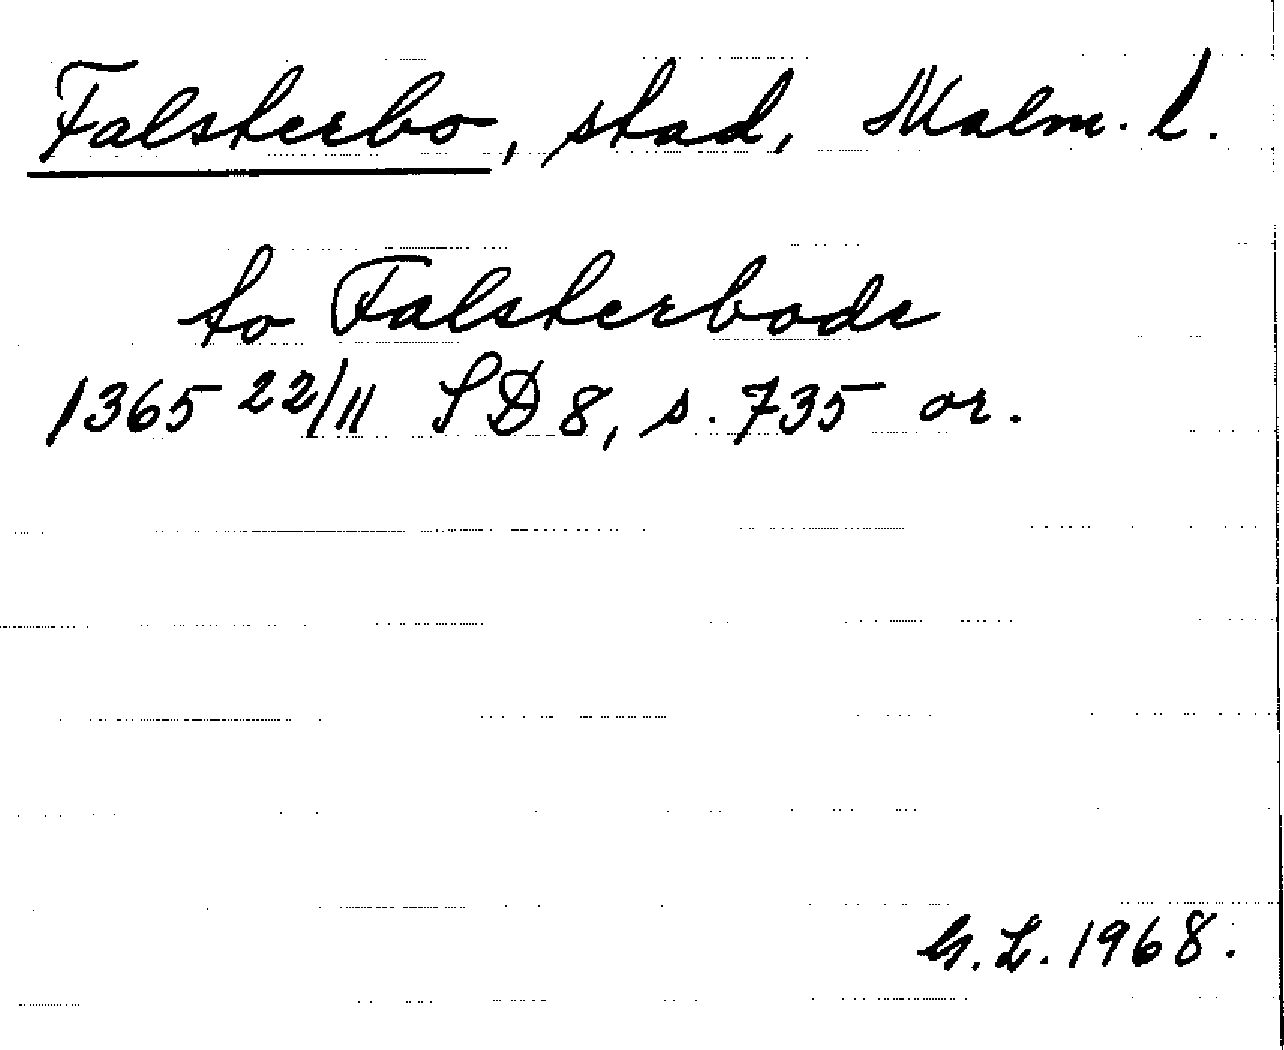 Falsterbo, stad, Malm. l.
to Falsterbode
1365 22/11 SD 8, s. 735 or.
G. L. 1968.